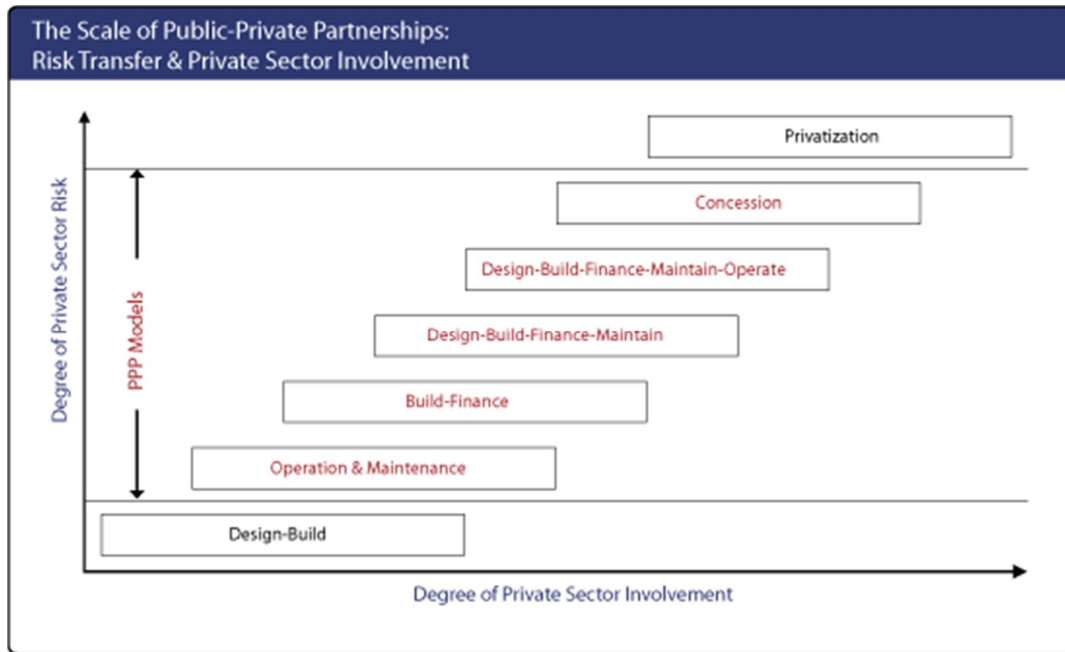 The Scale of Public-Private Partnerships:
Risk Transfer & Private Sector Involvement
Privatization
Concession
Design-Build-Finance-Maintain-Operate
Design-Build-Finance-Maintain
Build-Finance
Operation & Maintenance
Design-Build
PPP Models
Degree of Private Sector Risk
Degree of Private Sector Involvement